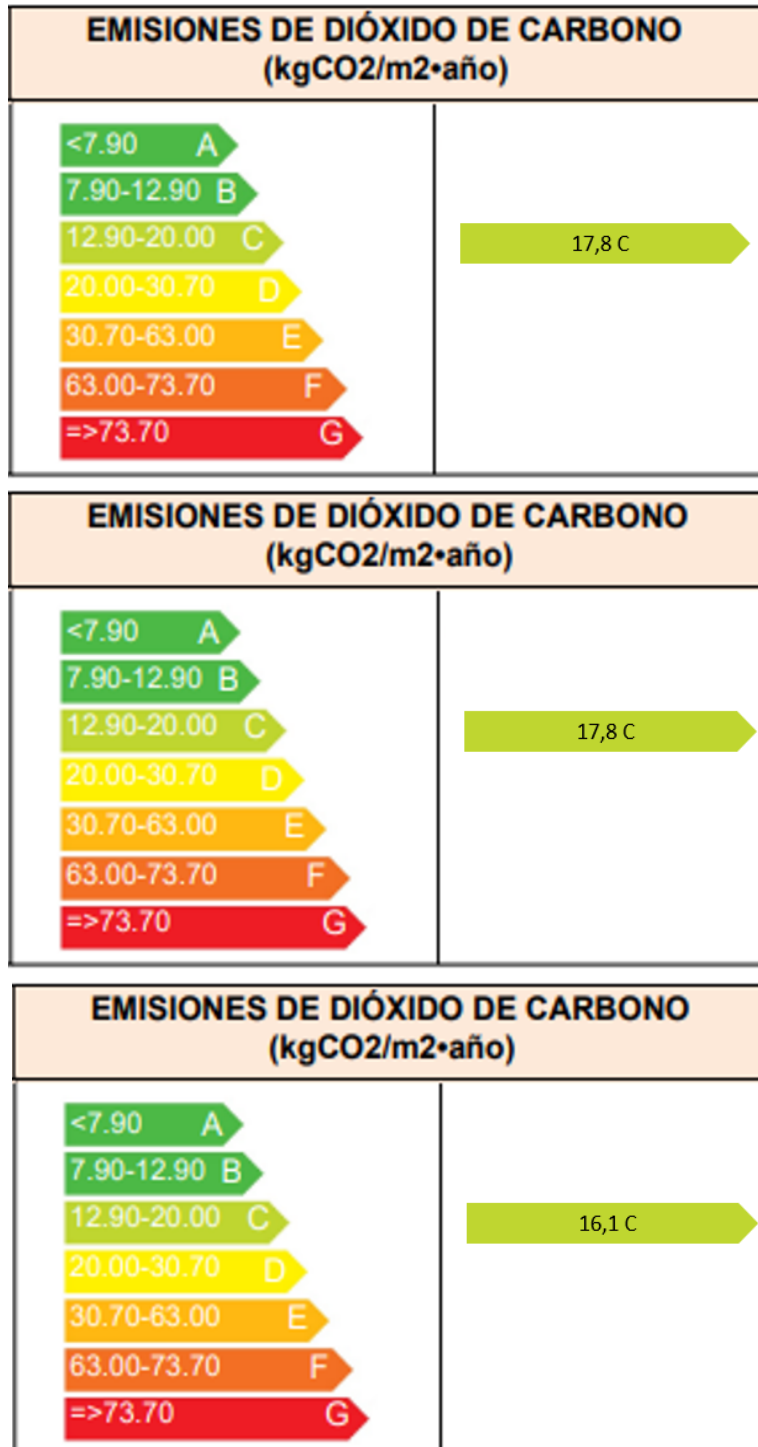 EMISIONES DE DIÓXIDO DE CARBONO
(kgCO2/m2•año)
<7.90 A
7.90-12.90 B
12.90-20.00 C
17,8 C
20.00-30.70 D
30.70-63.00 E
63.00-73.70 F
=>73.70 G
EMISIONES DE DIÓXIDO DE CARBONO
(kgCO2/m2•año)
<7.90 A
7.90-12.90 B
12.90-20.00 C
17,8 C
20.00-30.70 D
30.70-63.00 E
63.00-73.70 F
=>73.70 G
EMISIONES DE DIÓXIDO DE CARBONO
(kgCO2/m2•año)
<7.90 A
7.90-12.90 B
12.90-20.00 C
16,1 C
20.00-30.70 D
30.70-63.00 E
63.00-73.70 F
=>73.70 G